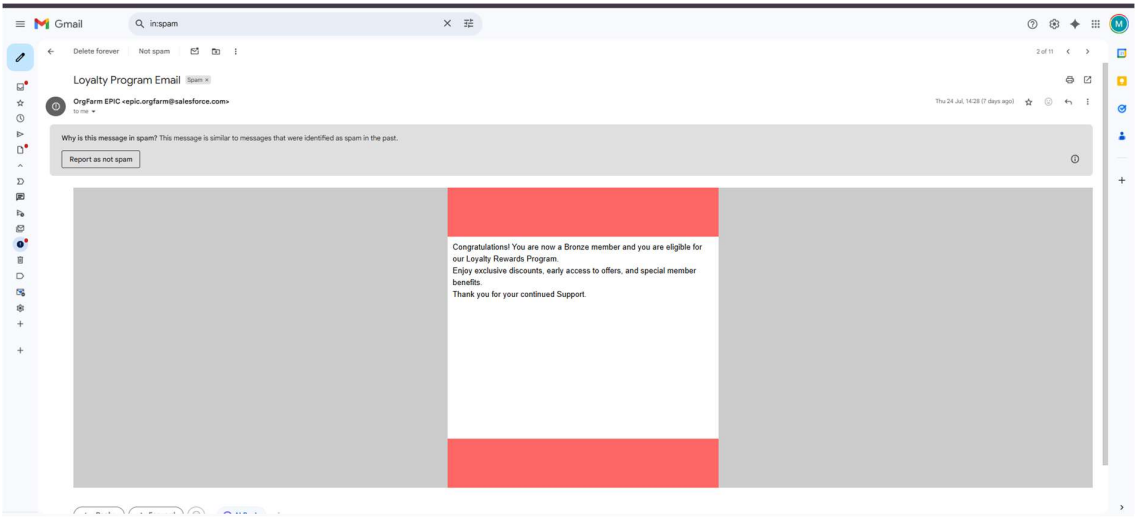 Gmail
in:spam
M
Delete forever
Not spam
2 of 11
Loyalty Program Email
Spam ×
OrgFarm EPIC <epic.orgfarm@salesforce.com>
Thu 24 Jul, 14:28 (7 days ago)
to me
Why is this message in spam? This message is similar to messages that were identified as spam in the past.
Report as not spam
Congratulations! You are now a Bronze member and you are eligible for
our Loyalty Rewards Program.
Enjoy exclusive discounts, early access to offers, and special member
benefits.
Thank you for your continued Support.